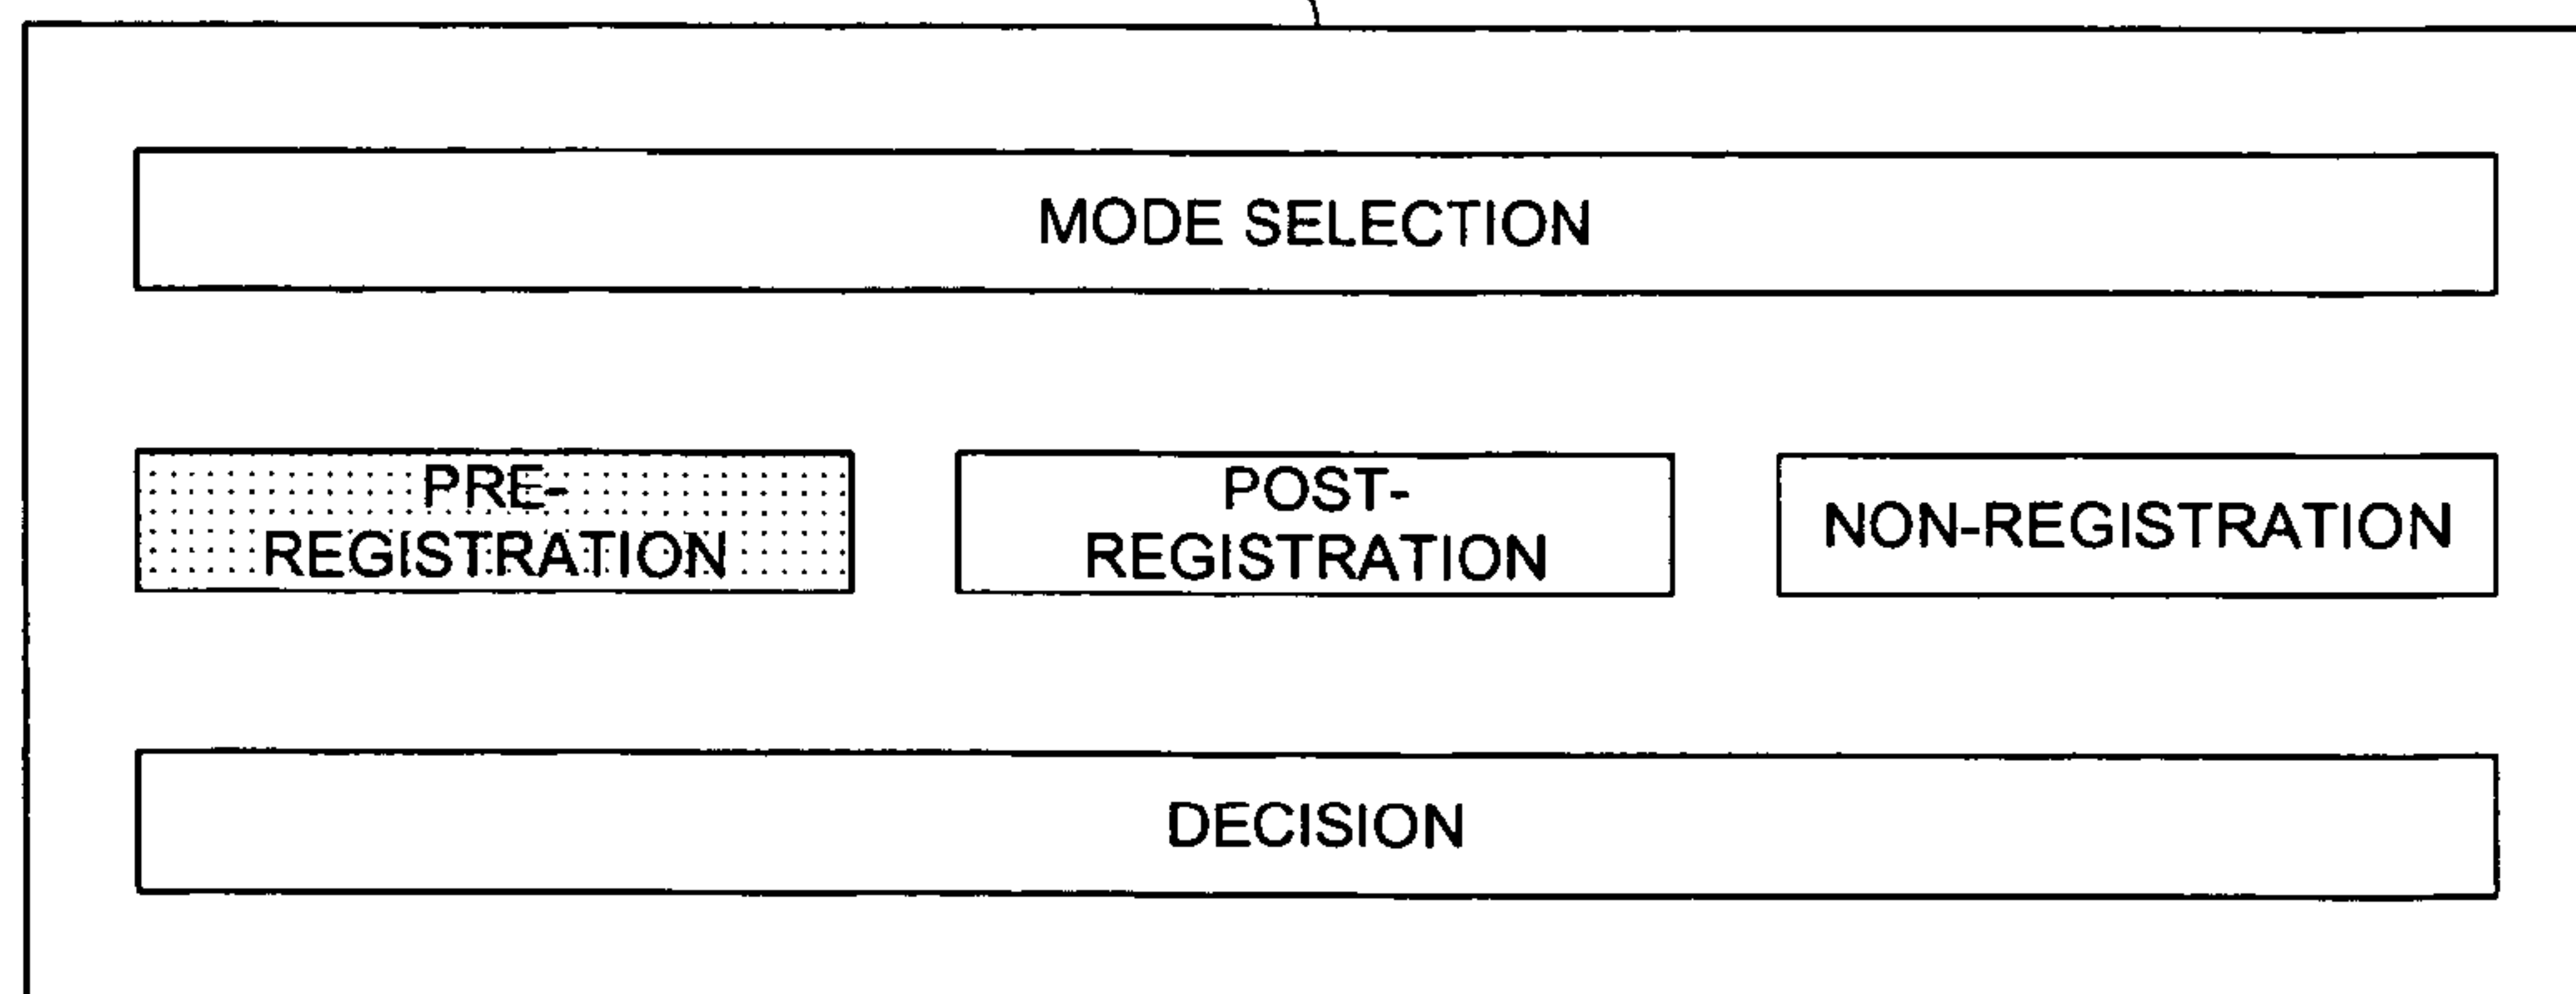 MODE SELECTION
PRE-
REGISTRATION
POST-
REGISTRATION
NON-REGISTRATION
DECISION